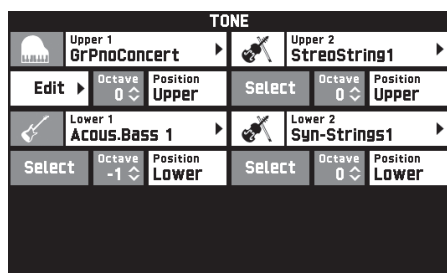 TONE
Upper 1
GrPnoConcert
Upper 2
StreoString1
Edit
Octave
0
Position
Upper
Select
Octave
0
Position
Upper
Lower 1
Acous.Bass 1
Lower 2
Syn-Strings1
Select
Octave
-1
Position
Lower
Select
Octave
0
Position
Lower